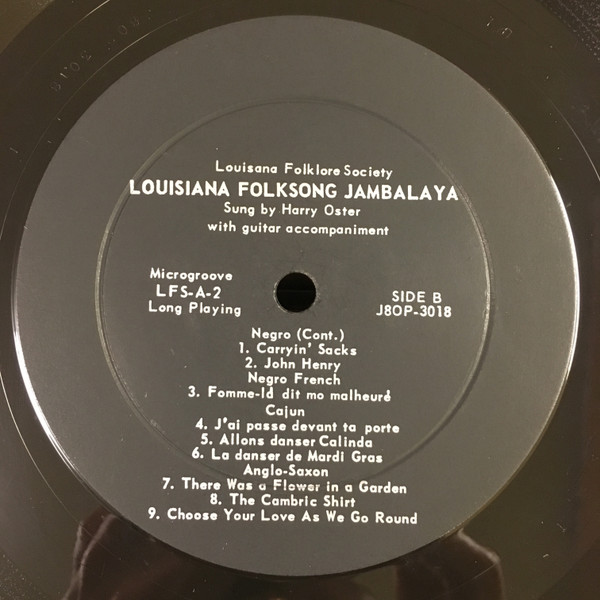 Louisana Folklore Society
LOUISIANA FOLKSONG JAMBALAYA
Sung by Harry Oster
with guitar accompaniment
Microgroove
LFS-A-2
Long Playing
SIDE B
J8OP-3018
Negro (Cont.)
1. Carryin' Sacks
2. John Henry
Negro French
3. Fomme-là dit mo malheuré
Cajun
4. J'ai passe devant ta porte
5. Allons danser Calinda
6. La danser de Mardi Gras
Anglo-Saxon
7. There Was a Flower in a Garden
8. The Cambric Shirt
9. Choose Your Love As We Go Round